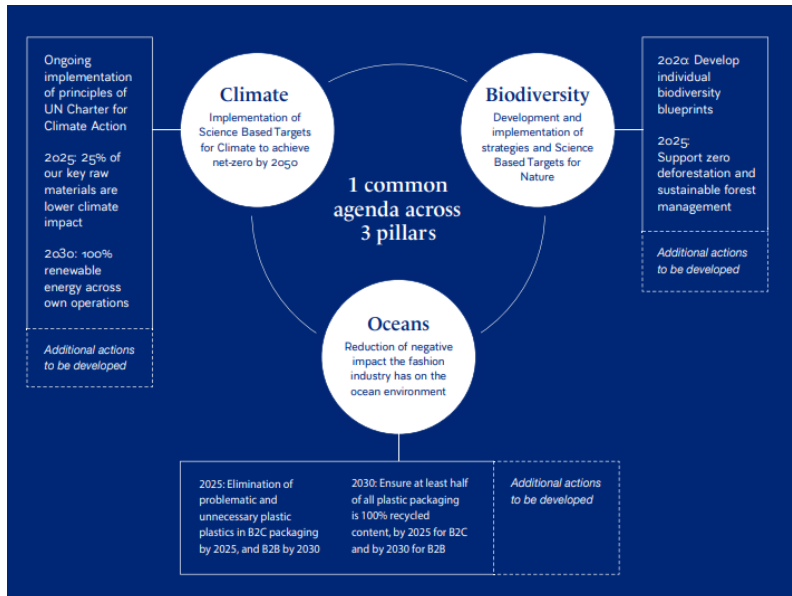 Ongoing
implementation
of principles of
UN Charter for
Climate Action
2025: 25% of
our key raw
materials are
lower climate
impact
2030: 100%
renewable
energy across
own operations
Additional actions
to be developed
Climate
Implementation of
Science Based Targets
for Climate to achieve
net-zero by 2050
1 common
agenda across
3 pillars
Biodiversity
Development and
implementation of
strategies and Science
Based Targets for
Nature
2020: Develop
individual
biodiversity
blueprints
2025:
Support zero
deforestation and
sustainable forest
management
Additional actions
to be developed
Oceans
Reduction of negative
impact the fashion
industry has on the
ocean environment
2025: Elimination of
problematic and
unnecessary plastic
plastics in B2C packaging
by 2025, and B2B by 2030
2030: Ensure at least half
of all plastic packaging
is 100% recycled
content, by 2025 for B2C
and by 2030 for B2B
Additional actions
to be developed